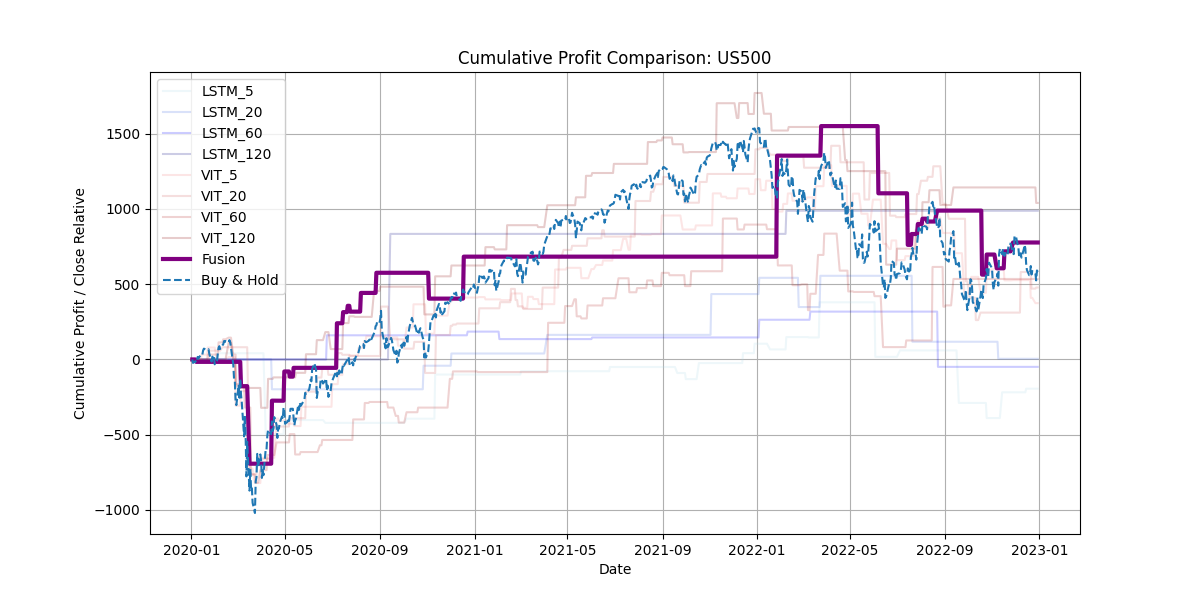 Cumulative Profit Comparison: US500
LSTM_5
LSTM_20
LSTM_60
LSTM_120
VIT_5
VIT_20
VIT_60
VIT_120
Fusion
Buy & Hold
Cumulative Profit / Close Relative
1500
1000
500
0
−500
−1000
2020-01
2020-05
2020-09
2021-01
2021-05
2021-09
2022-01
2022-05
2022-09
2023-01
Date